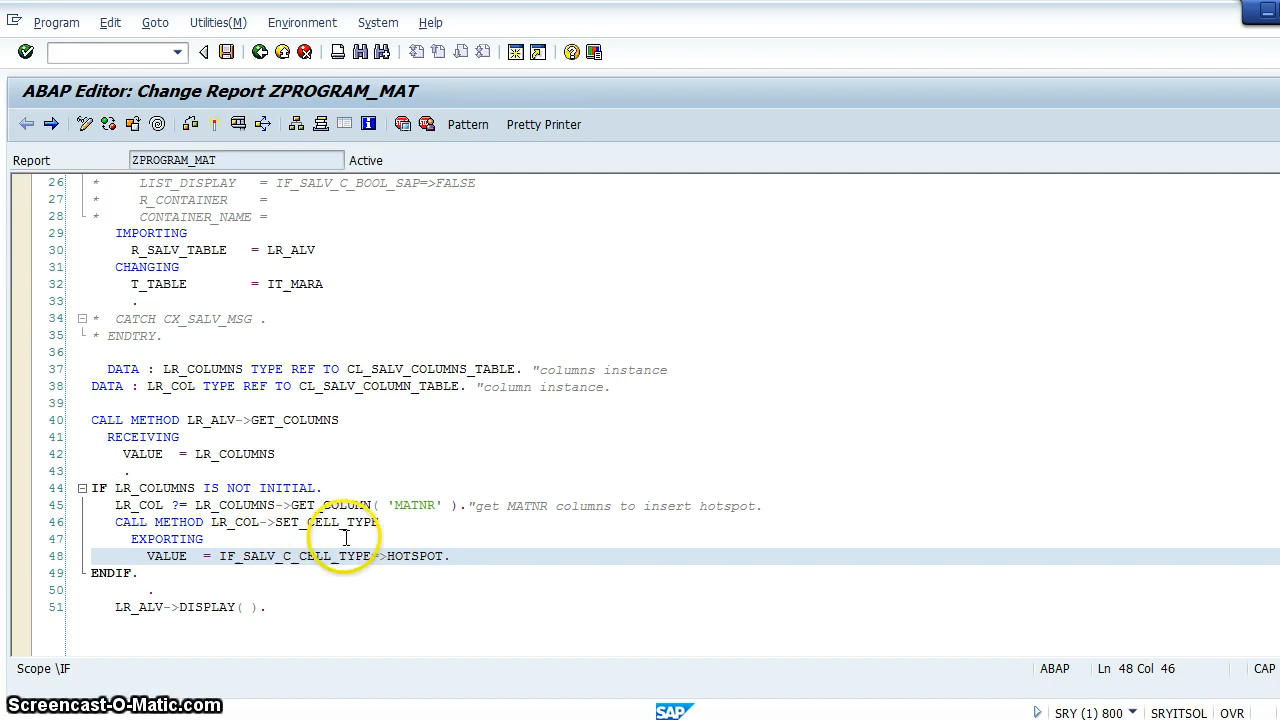 Program Edit Goto Utilities(M) Environment System Help
ABAP Editor: Change Report ZPROGRAM_MAT
Pattern Pretty Printer
Report ZPROGRAM_MAT Active
26 * LIST_DISPLAY = IF_SALV_C_BOOL_SAP=>FALSE
27 * R_CONTAINER =
28 * CONTAINER_NAME =
29 IMPORTING
30 R_SALV_TABLE = LR_ALV
31 CHANGING
32 T_TABLE = IT_MARA
33 .
34 * CATCH CX_SALV_MSG .
35 * ENDTRY.
36
37 DATA : LR_COLUMNS TYPE REF TO CL_SALV_COLUMNS_TABLE. "columns instance
38 DATA : LR_COL TYPE REF TO CL_SALV_COLUMN_TABLE. "column instance.
39
40 CALL METHOD LR_ALV->GET_COLUMNS
41 RECEIVING
42 VALUE = LR_COLUMNS
43 .
44 IF LR_COLUMNS IS NOT INITIAL.
45 LR_COL ?= LR_COLUMNS->GET_COLUMN( 'MATNR' )."get MATNR columns to insert hotspot.
46 CALL METHOD LR_COL->SET_CELL_TYPE
47 EXPORTING
48 VALUE = IF_SALV_C_CELL_TYPE=>HOTSPOT.
49 ENDIF.
50 .
51 LR_ALV->DISPLAY( ).
Scope \IF ABAP Ln 48 Col 46 CAP
Screencast-O-Matic.com
SAP SRY (1) 800 SRYITSOL OVR